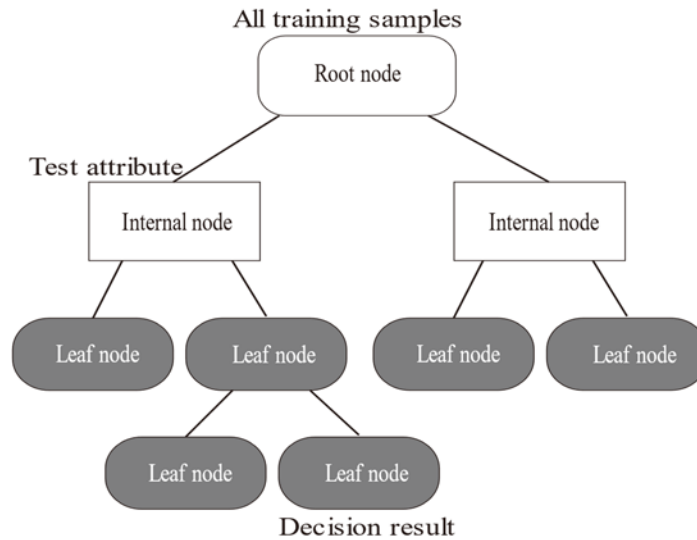 All training samples
Root node
Test attribute
Internal node
Internal node
Leaf node
Leaf node
Leaf node
Leaf node
Leaf node
Leaf node
Decision result